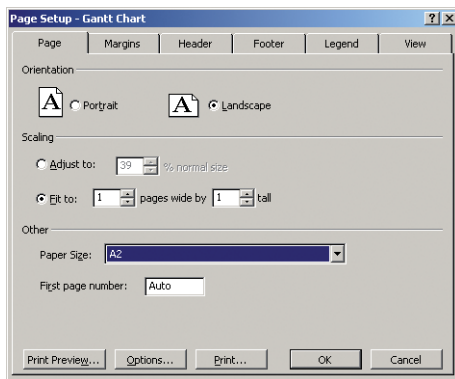 Page Setup - Gantt Chart
Page Margins Header Footer Legend View
Orientation
A Portrait A Landscape
Scaling
Adjust to: 39 % normal size
Fit to: 1 pages wide by 1 tall
Other
Paper Size: A2
First page number: Auto
Print Preview... Options... Print... OK Cancel